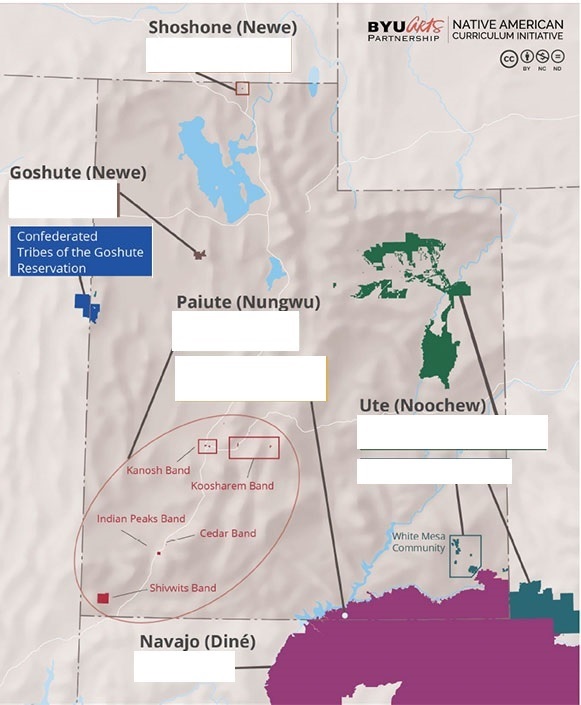 Shoshone (Newe)
BYU Arts
PARTNERSHIP
NATIVE AMERICAN
CURRICULUM INITIATIVE
cc
BY NC ND
Goshute (Newe)
Confederated
Tribes of the Goshute
Reservation
Paiute (Nungwu)
Ute (Noochew)
Kanosh Band
Koosharem Band
Indian Peaks Band
Cedar Band
White Mesa
Community
Shivwits Band
Navajo (Diné)